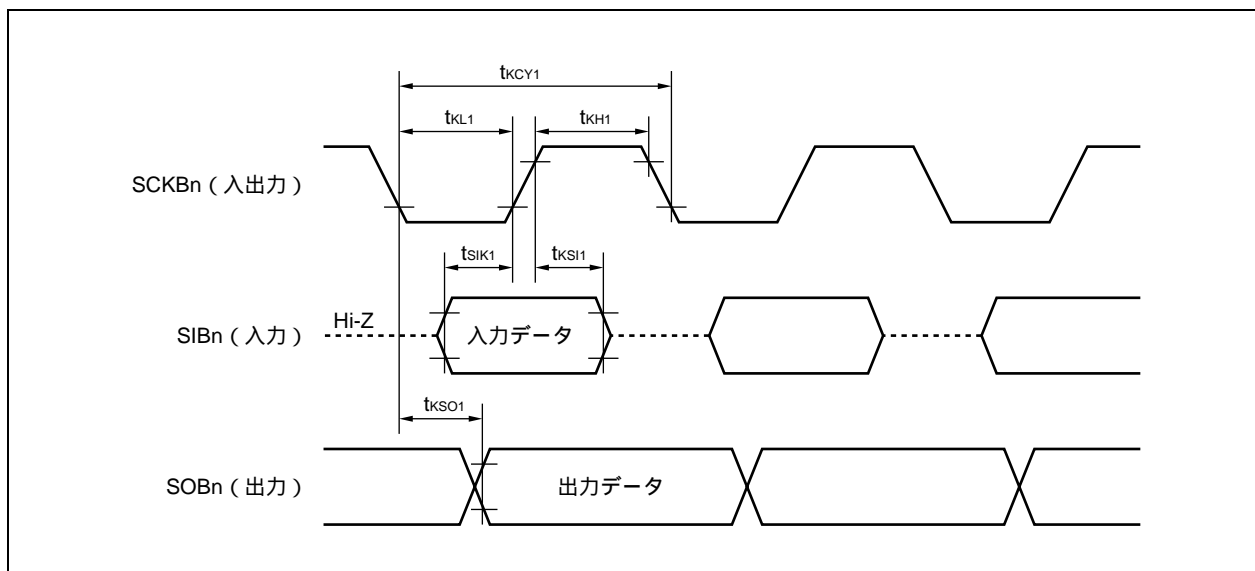 tKCY1
tKL1
tKH1
SCKBn（入出力）
tSIK1
tKSI1
Hi-Z
SIBn（入力）
入力データ
tKSO1
SOBn（出力）
出力データ